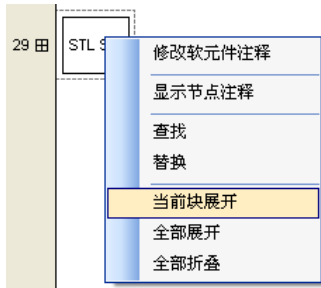 29 STL S
修改软元件注释
显示节点注释
查找
替换
当前块展开
全部展开
全部折叠